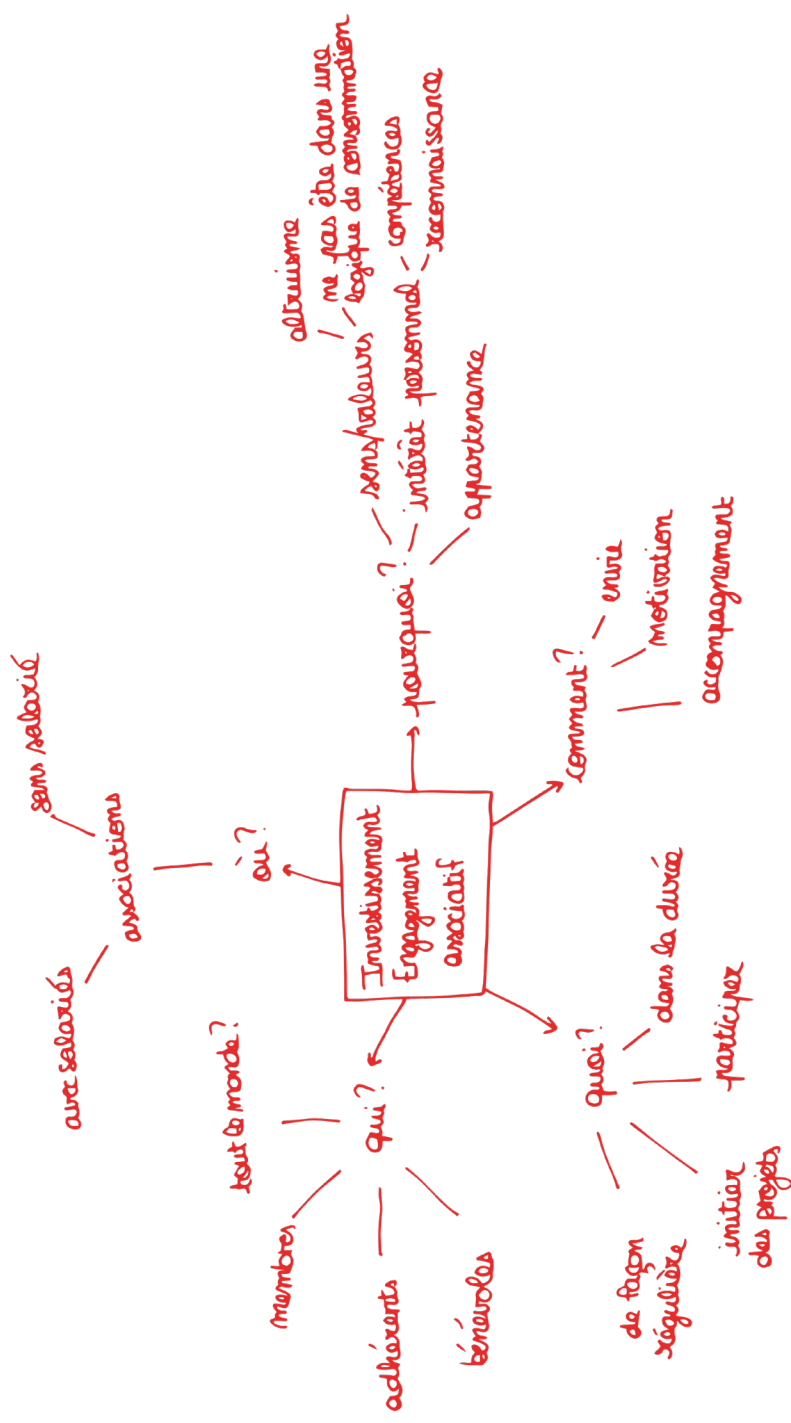 Investissement
Engagement
associatif
où?
associations
avec salariés
sans salarié
pourquoi?
sens/valeurs
altruisme
ne pas être dans une
logique de consommation
intérêt personnel
compétences
reconnaissance
appartenance
comment?
envie
motivation
accompagnement
quoi?
dans la durée
participer
initier
des projets
de façon
régulière
qui?
tout le monde?
membres
adhérents
bénévoles